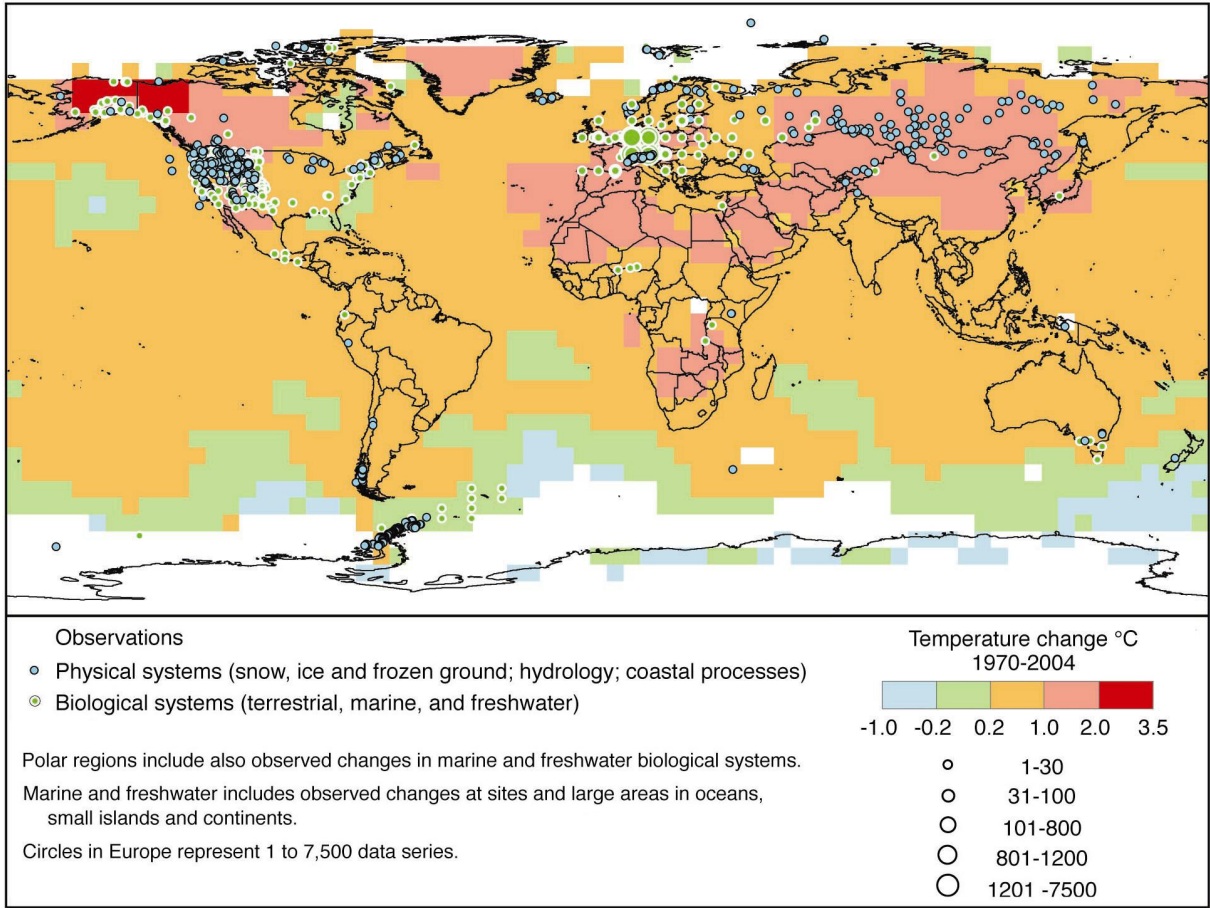 Observations
Physical systems (snow, ice and frozen ground; hydrology; coastal processes)
Biological systems (terrestrial, marine, and freshwater)
Polar regions include also observed changes in marine and freshwater biological systems.
Marine and freshwater includes observed changes at sites and large areas in oceans,
small islands and continents.
Circles in Europe represent 1 to 7,500 data series.
Temperature change °C
1970-2004
-1.0 -0.2 0.2 1.0 2.0 3.5
1-30
31-100
101-800
801-1200
1201 -7500